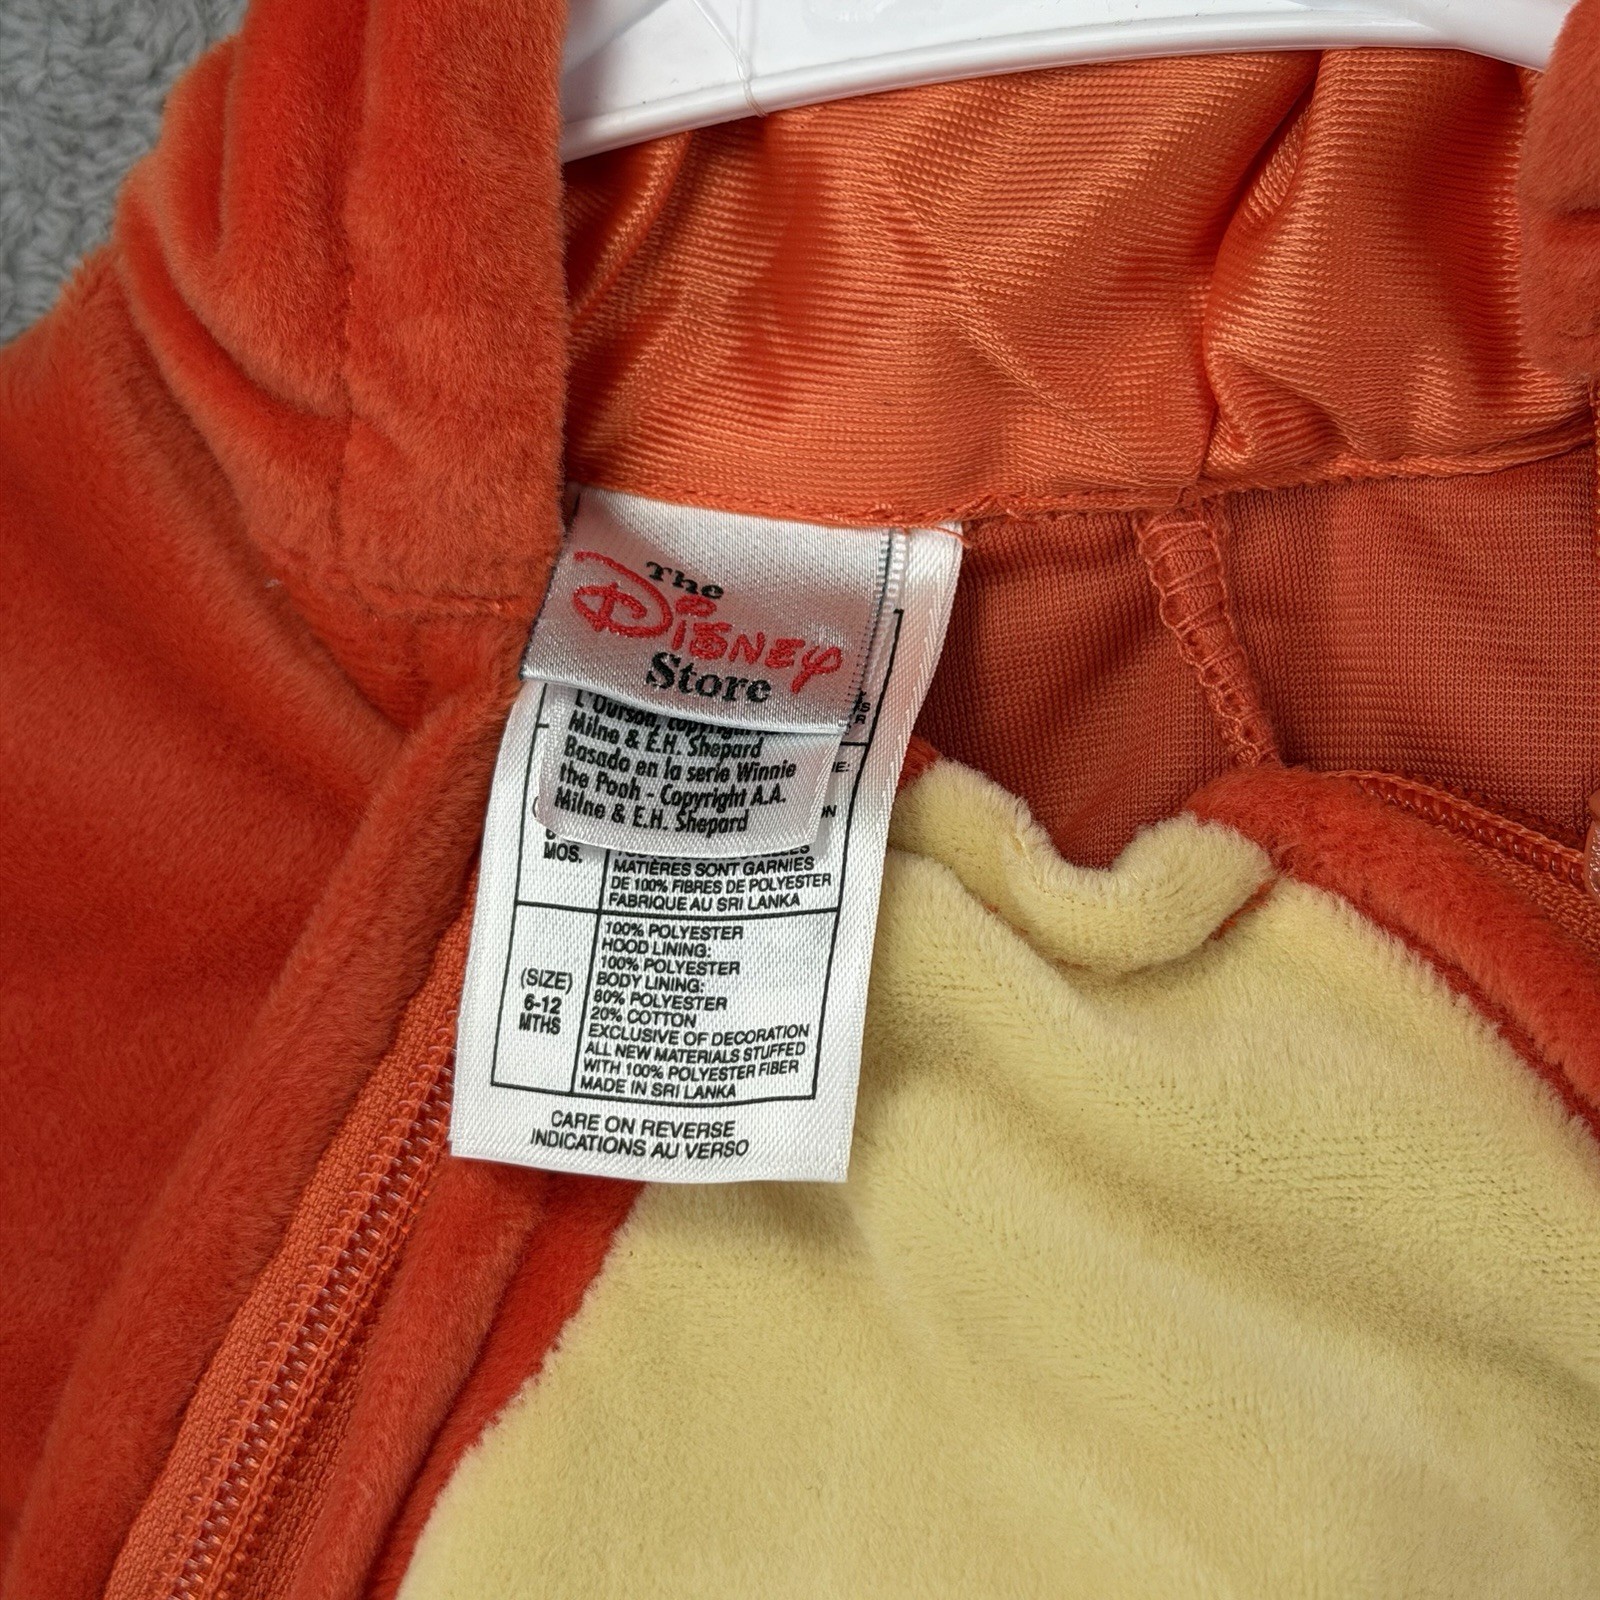 The
Disney
Store
Milne & E.H. Shepard
Basado en la serie Winnie
the Pooh - Copyright A.A.
Milne & E.H. Shepard
MOS.
MATIÈRES SONT GARNIES
DE 100% FIBRES DE POLYESTER
FABRIQUE AU SRI LANKA
(SIZE)
6-12
MTHS
100% POLYESTER
HOOD LINING:
100% POLYESTER
BODY LINING:
80% POLYESTER
20% COTTON
EXCLUSIVE OF DECORATION
ALL NEW MATERIALS STUFFED
WITH 100% POLYESTER FIBER
MADE IN SRI LANKA
CARE ON REVERSE
INDICATIONS AU VERSO